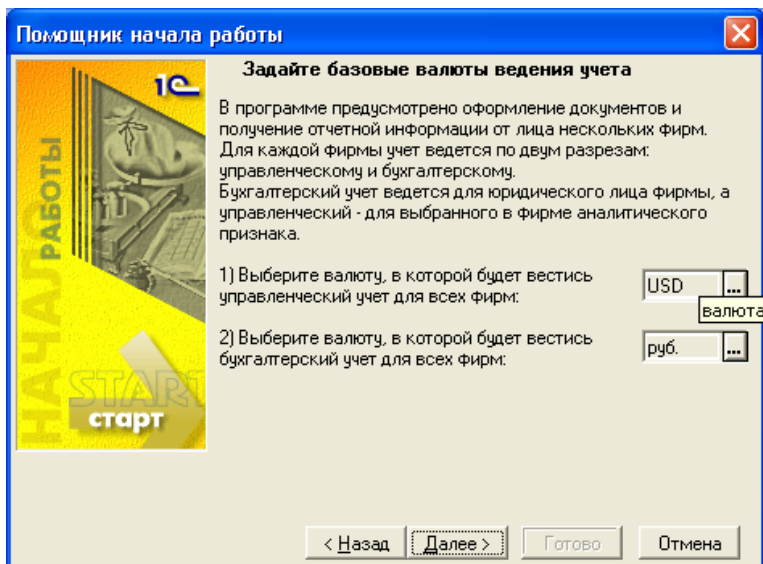 Помощник начала работы
1С
НАЧАЛО
РАБОТЫ
START
старт
Задайте базовые валюты ведения учета
В программе предусмотрено оформление документов и
получение отчетной информации от лица нескольких фирм.
Для каждой фирмы учет ведется по двум разрезам:
управленческому и бухгалтерскому.
Бухгалтерский учет ведется для юридического лица фирмы, а
управленческий - для выбранного в фирме аналитического
признака.
1) Выберите валюту, в которой будет вестись
управленческий учет для всех фирм:
USD ...
валюта
2) Выберите валюту, в которой будет вестись
бухгалтерский учет для всех фирм:
руб. ...
< Назад Далее > Готово Отмена